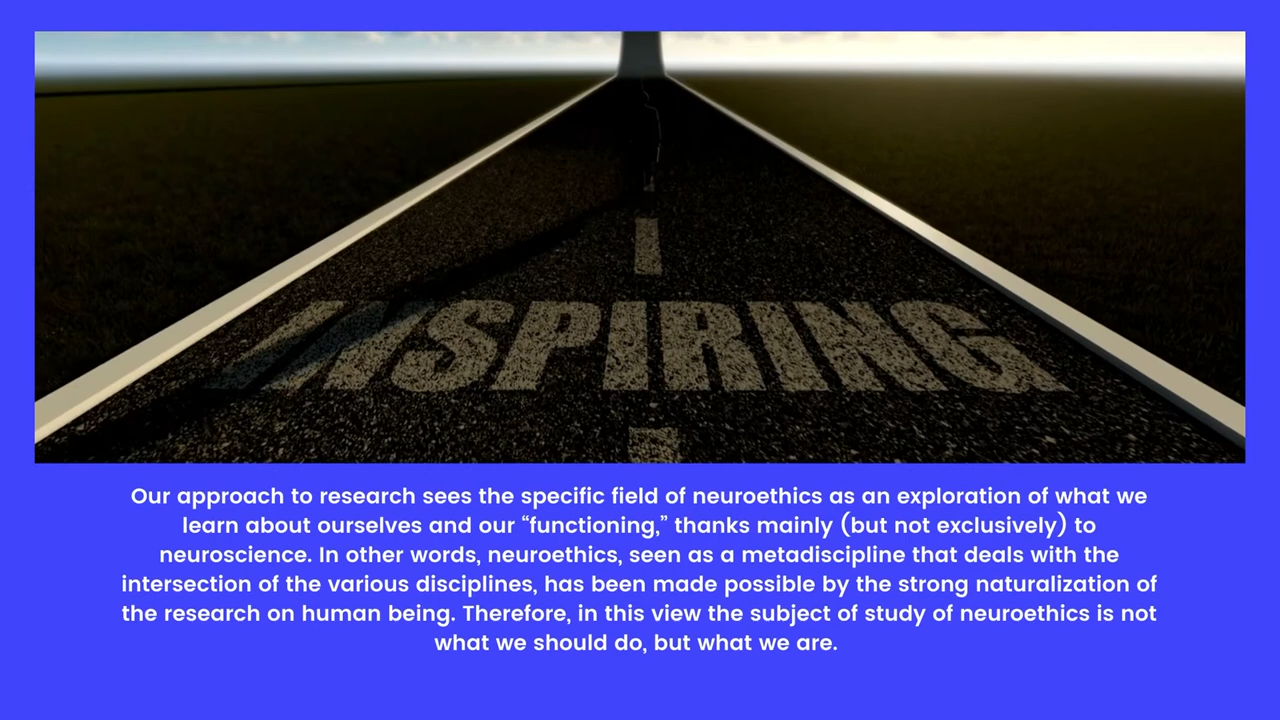 INSPIRING
Our approach to research sees the specific field of neuroethics as an exploration of what we
learn about ourselves and our “functioning,” thanks mainly (but not exclusively) to
neuroscience. In other words, neuroethics, seen as a metadiscipline that deals with the
intersection of the various disciplines, has been made possible by the strong naturalization of
the research on human being. Therefore, in this view the subject of study of neuroethics is not
what we should do, but what we are.